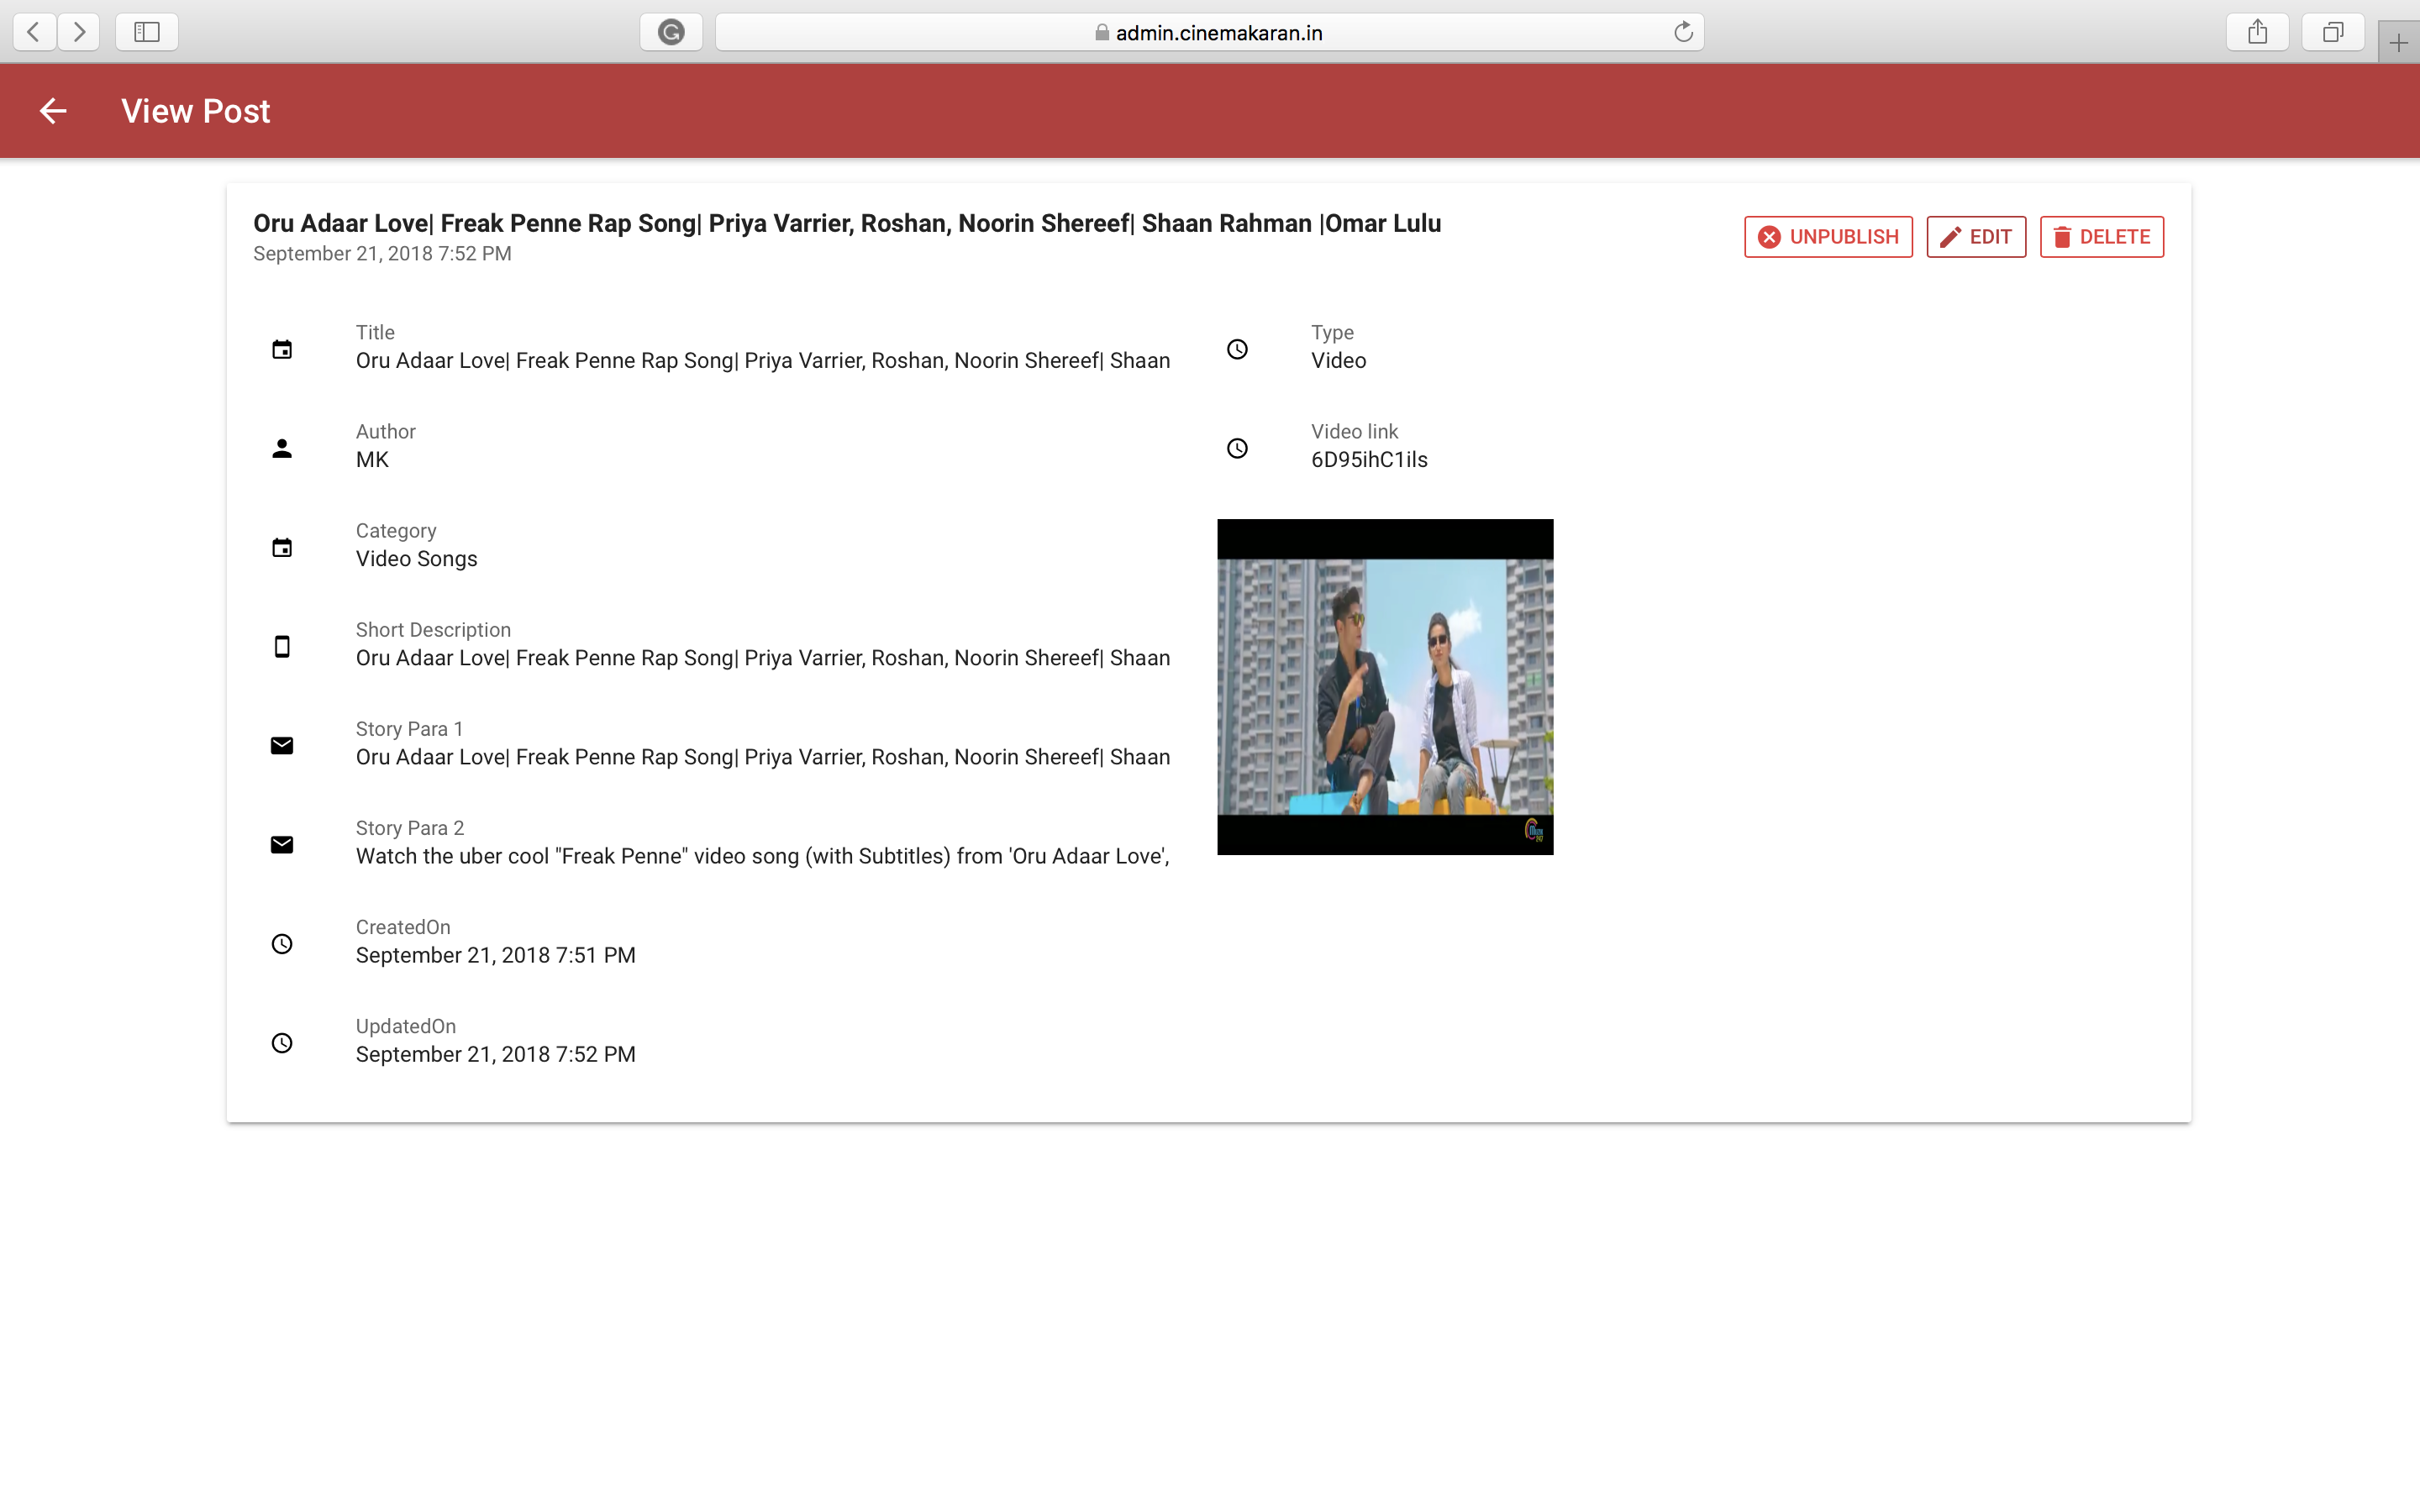 admin.cinemakaran.in
View Post
Oru Adaar Love| Freak Penne Rap Song| Priya Varrier, Roshan, Noorin Shereef| Shaan Rahman |Omar Lulu
September 21, 2018 7:52 PM
UNPUBLISH
EDIT
DELETE
Title
Oru Adaar Love| Freak Penne Rap Song| Priya Varrier, Roshan, Noorin Shereef| Shaan
Type
Video
Author
MK
Video link
6D95ihC1ils
Category
Video Songs
Short Description
Oru Adaar Love| Freak Penne Rap Song| Priya Varrier, Roshan, Noorin Shereef| Shaan
Story Para 1
Oru Adaar Love| Freak Penne Rap Song| Priya Varrier, Roshan, Noorin Shereef| Shaan
Story Para 2
Watch the uber cool "Freak Penne" video song (with Subtitles) from 'Oru Adaar Love',
CreatedOn
September 21, 2018 7:51 PM
UpdatedOn
September 21, 2018 7:52 PM